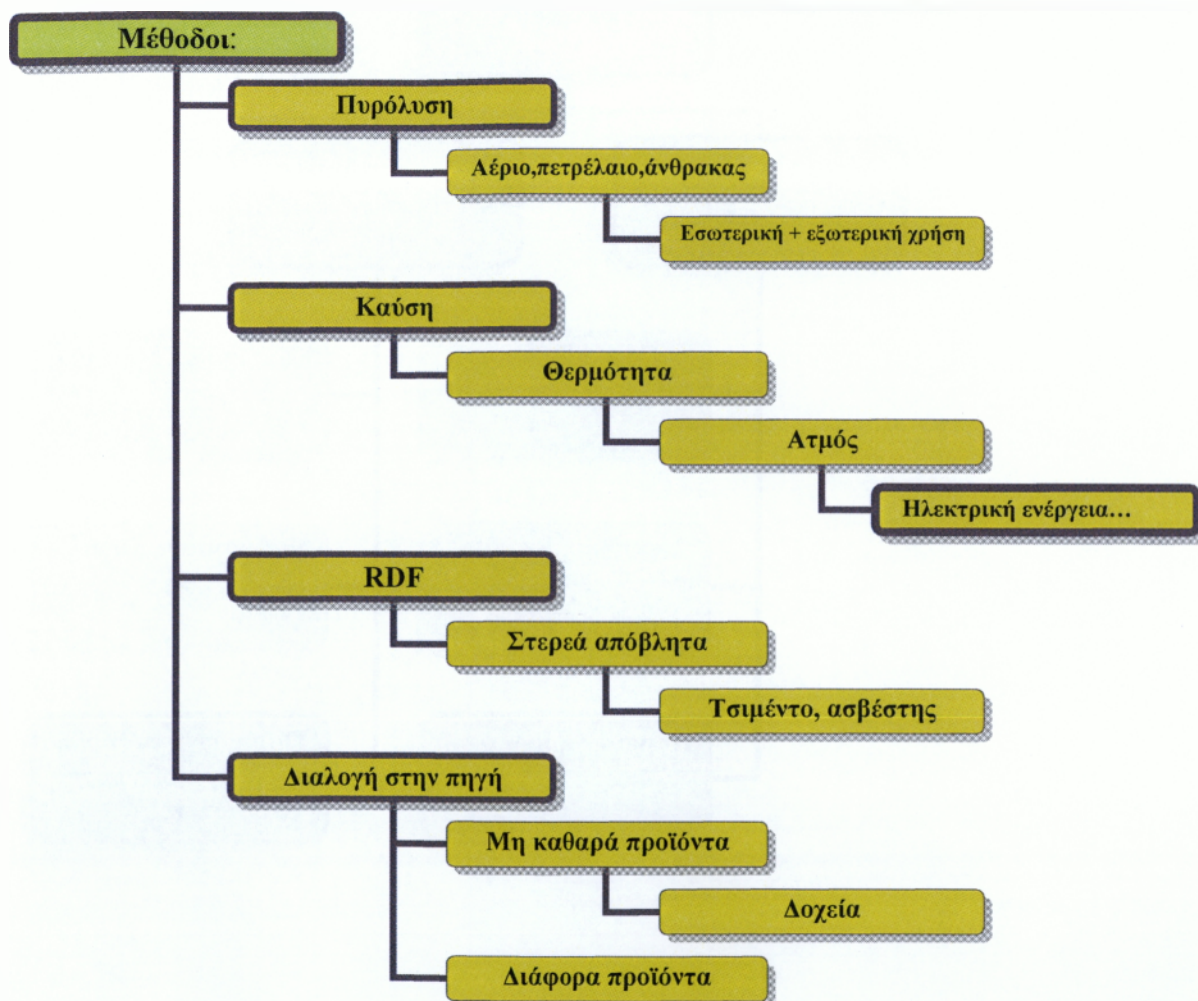 Μέθοδοι:
Πυρόλυση
Αέριο,πετρέλαιο,άνθρακας
Εσωτερική + εξωτερική χρήση
Καύση
Θερμότητα
Ατμός
Ηλεκτρική ενέργεια...
RDF
Στερεά απόβλητα
Τσιμέντο, ασβέστης
Διαλογή στην πηγή
Μη καθαρά προϊόντα
Δοχεία
Διάφορα προϊόντα